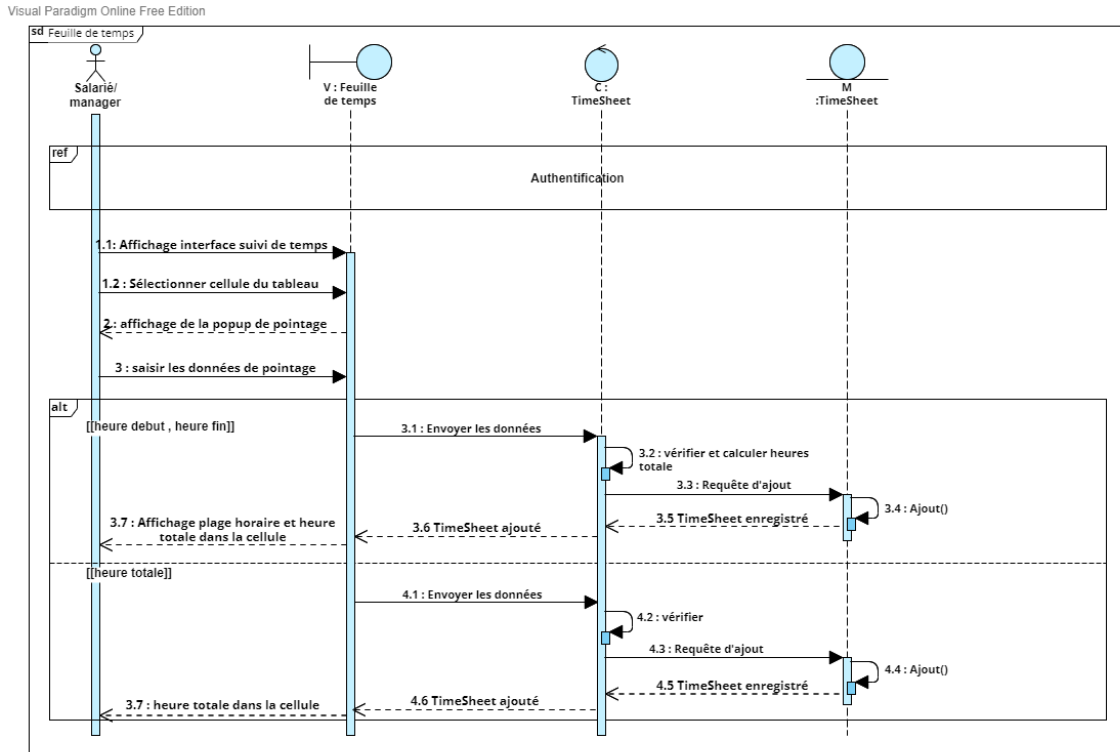 Visual Paradigm Online Free Edition
sd Feuille de temps
Salarié/
manager
V : Feuille
de temps
C :
TimeSheet
M
:TimeSheet
ref
Authentification
1.1: Affichage interface suivi de temps
1.2 : Sélectionner cellule du tableau
2 : affichage de la popup de pointage
3 : saisir les données de pointage
alt
[[heure debut , heure fin]]
3.1 : Envoyer les données
3.2 : vérifier et calculer heures
totale
3.3 : Requête d'ajout
3.4 : Ajout()
3.5 TimeSheet enregistré
3.6 TimeSheet ajouté
3.7 : Affichage plage horaire et heure
totale dans la cellule
[[heure totale]]
4.1 : Envoyer les données
4.2 : vérifier
4.3 : Requête d'ajout
4.4 : Ajout()
4.5 TimeSheet enregistré
4.6 TimeSheet ajouté
3.7 : heure totale dans la cellule